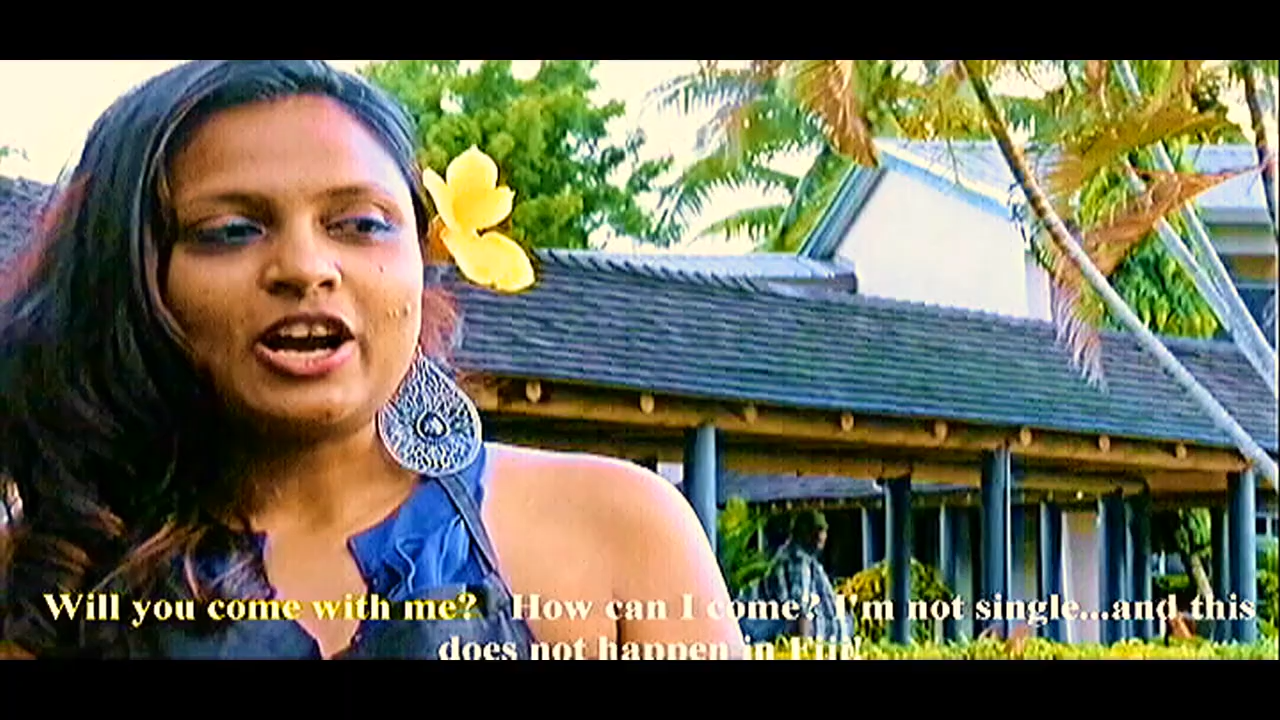 Will you come with me? How can I come? I'm not single...and this
does not happen in Fiji!